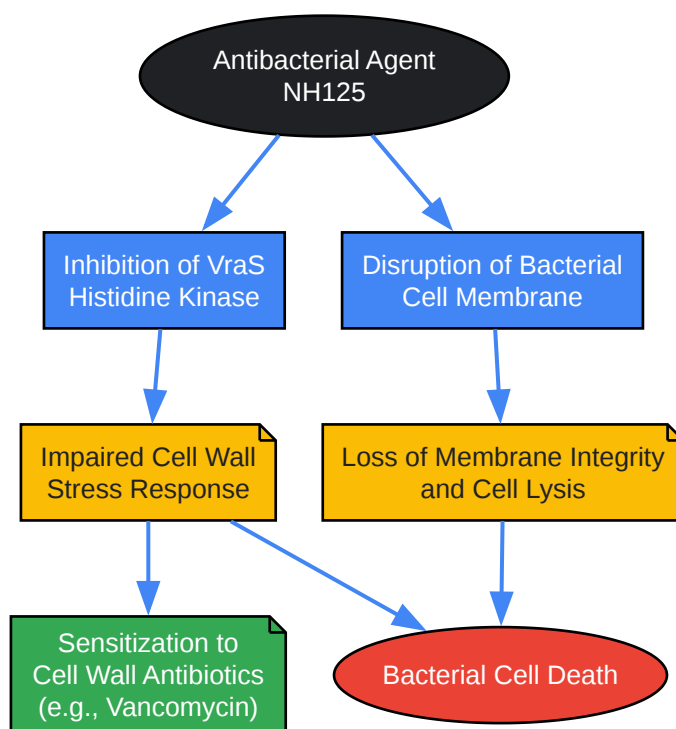 Antibacterial Agent
NH125
Inhibition of VraS
Histidine Kinase
Disruption of Bacterial
Cell Membrane
Impaired Cell Wall
Stress Response
Loss of Membrane Integrity
and Cell Lysis
Sensitization to
Cell Wall Antibiotics
(e.g., Vancomycin)
Bacterial Cell Death